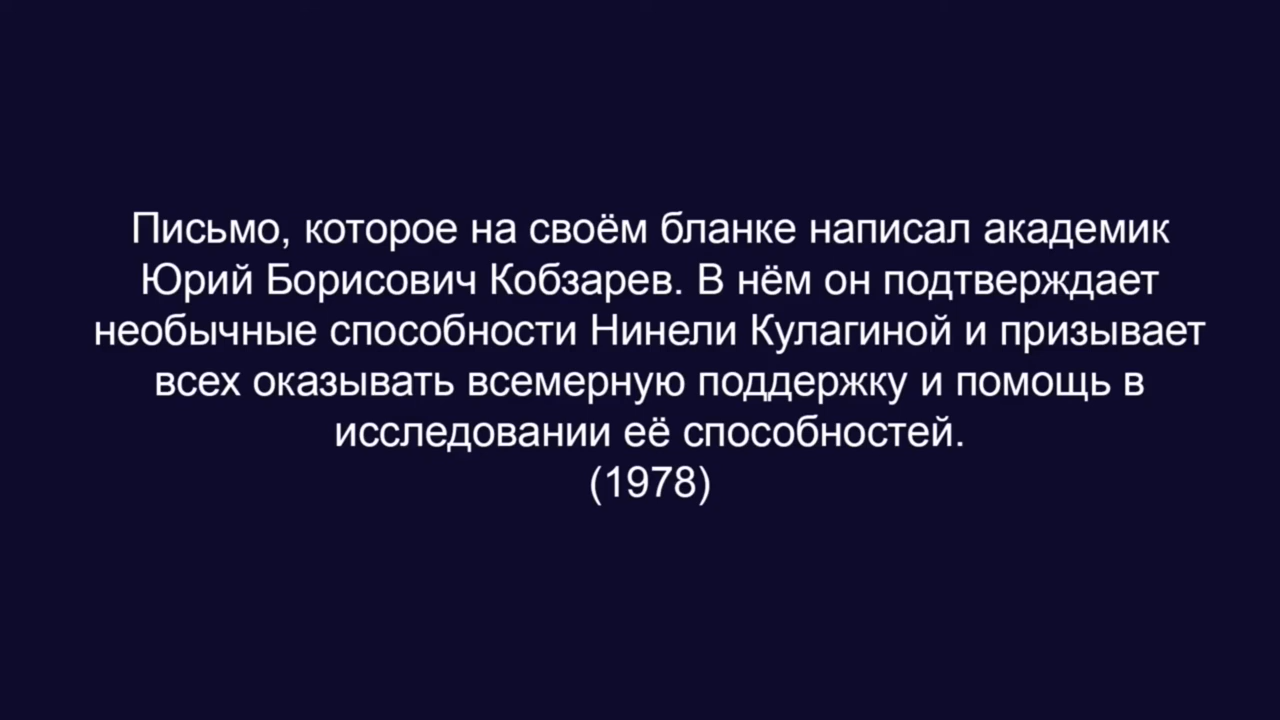 Письмо, которое на своём бланке написал академик
Юрий Борисович Кобзарев. В нём он подтверждает
необычные способности Нинели Кулагиной и призывает
всех оказывать всемерную поддержку и помощь в
исследовании её способностей.
(1978)